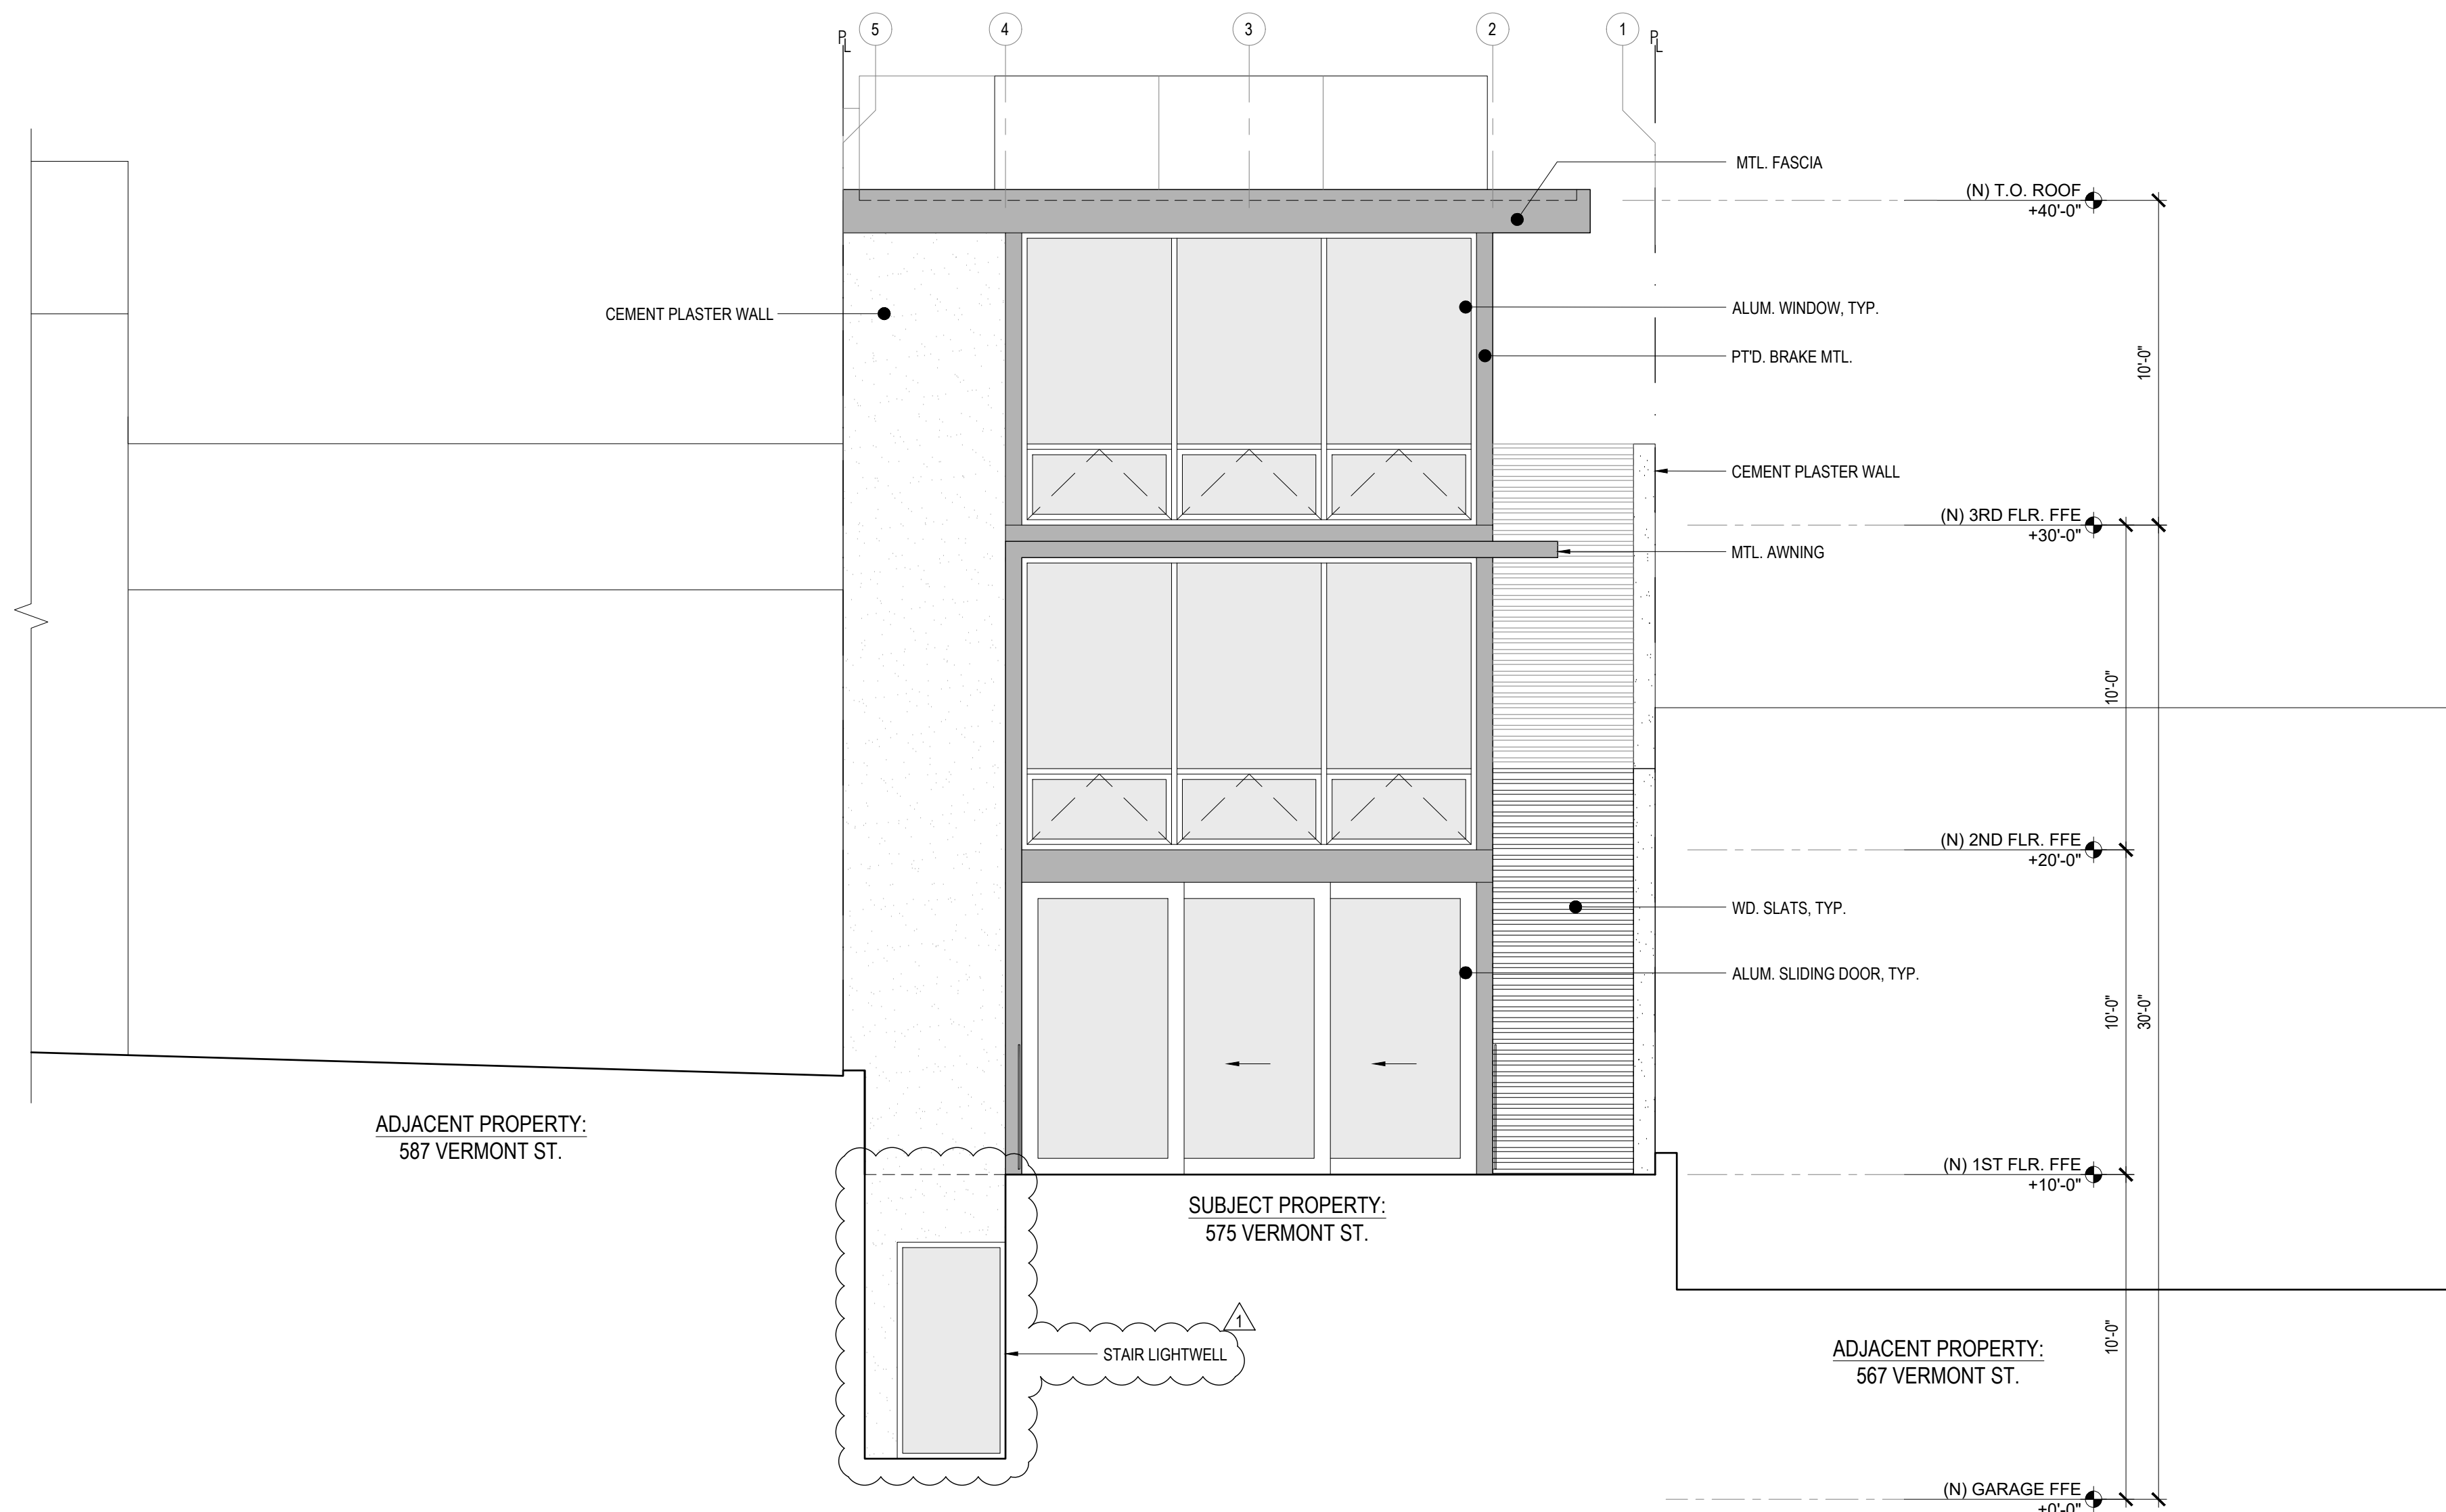 PL
5
4
3
2
1
PL
MTL. FASCIA
(N) T.O. ROOF
+40'-0"
CEMENT PLASTER WALL
ALUM. WINDOW, TYP.
PT'D. BRAKE MTL.
10'-0"
CEMENT PLASTER WALL
(N) 3RD FLR. FFE
+30'-0"
MTL. AWNING
10'-0"
(N) 2ND FLR. FFE
+20'-0"
WD. SLATS, TYP.
ALUM. SLIDING DOOR, TYP.
10'-0"
30'-0"
ADJACENT PROPERTY:
587 VERMONT ST.
(N) 1ST FLR. FFE
+10'-0"
SUBJECT PROPERTY:
575 VERMONT ST.
1
STAIR LIGHTWELL
10'-0"
ADJACENT PROPERTY:
567 VERMONT ST.
(N) GARAGE FFE
+0'-0"